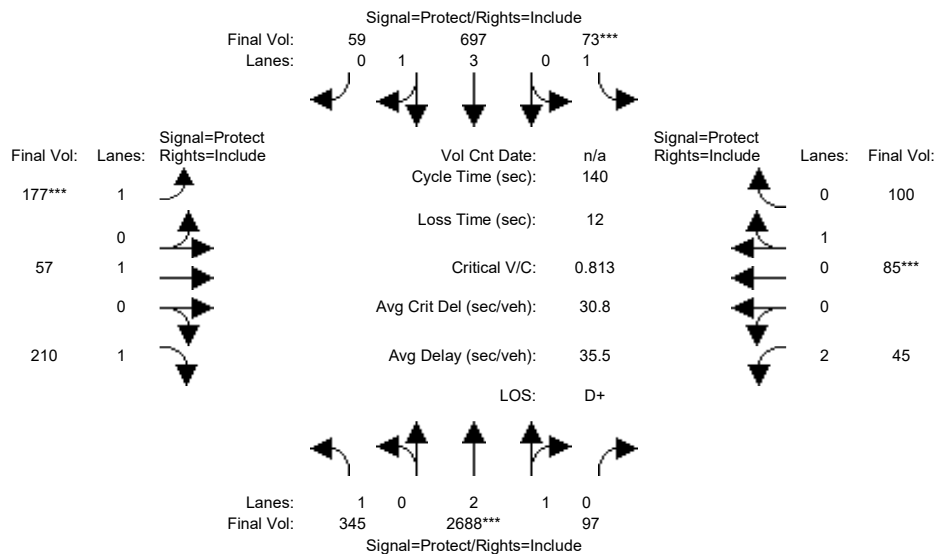 Signal=Protect/Rights=Include
Final Vol: 59 697 73***
Lanes: 0 1 3 0 1
Signal=Protect
Final Vol: Lanes: Rights=Include
Vol Cnt Date: n/a
Signal=Protect
Rights=Include Lanes: Final Vol:
Cycle Time (sec): 140
177*** 1
0 100
Loss Time (sec): 12
0
1
57 1
Critical V/C: 0.813
0 85***
0
Avg Crit Del (sec/veh): 30.8
0
210 1
Avg Delay (sec/veh): 35.5
2 45
LOS: D+
Lanes: 1 0 2 1 0
Final Vol: 345 2688*** 97
Signal=Protect/Rights=Include